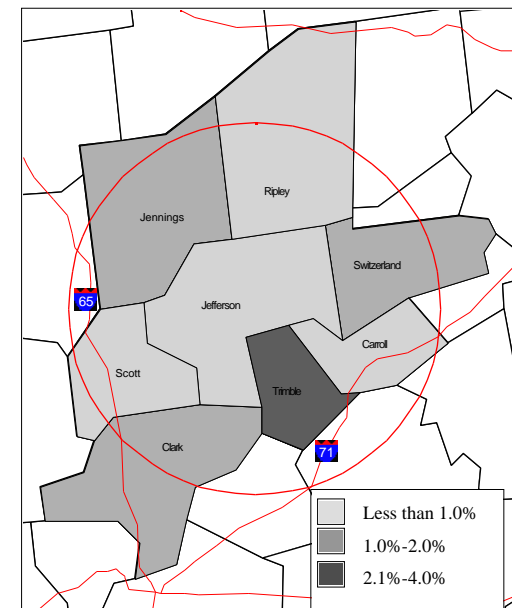 Ripley
Jennings
Switzerland
65
Jefferson
Carroll
Scott
Trimble
Clark
71
Less than 1.0%
1.0%-2.0%
2.1%-4.0%